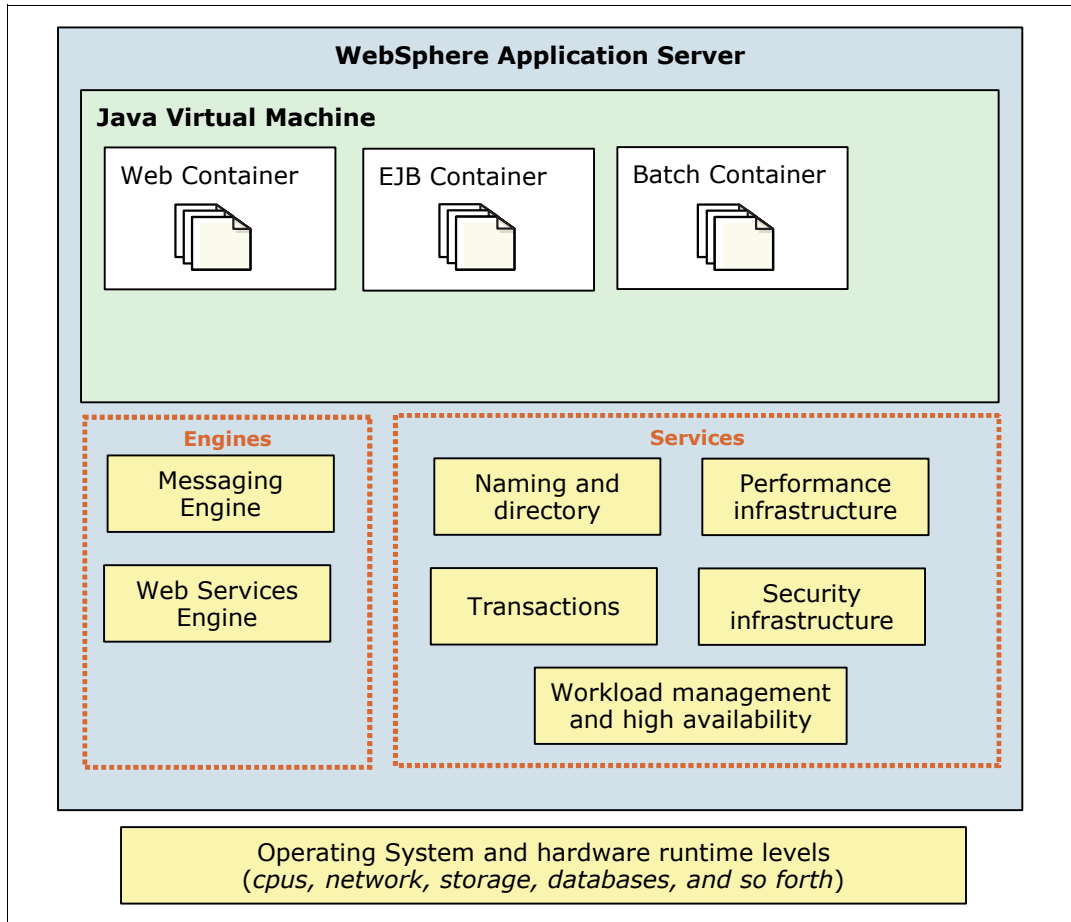 WebSphere Application Server
Java Virtual Machine
Web Container
EJB Container
Batch Container
Engines
Messaging
Engine
Web Services
Engine
Services
Naming and
directory
Performance
infrastructure
Transactions
Security
infrastructure
Workload management
and high availability
Operating System and hardware runtime levels
(cpus, network, storage, databases, and so forth)